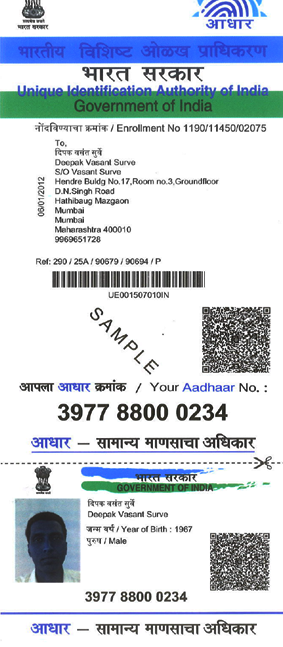 भारत सरकार
आधार
भारतीय विशिष्ट ओळख प्राधिकरण
भारत सरकार
Unique Identification Authority of India
Government of India
नोंदविण्याचा क्रमांक / Enrollment No 1190/11450/02075
To,
दिपक वसंत सुर्वे
Deepak Vasant Surve
S/O Vasant Surve
Hendre Buldg No.17,Room no.3,Groundfloor
D.N.Singh Road
Hathibaug Mazgaon
Mumbai
Mumbai
Maharashtra 400010
9969651728
06/01/2012
Ref: 290 / 25A / 90679 / 90694 / P
UE001507010IN
SAMPLE
आपला आधार क्रमांक / Your Aadhaar No. :
3977 8800 0234
आधार – सामान्य माणसाचा अधिकार
भारत सरकार
GOVERNMENT OF INDIA
दिपक वसंत सुर्वे
Deepak Vasant Surve
जन्म वर्ष / Year of Birth : 1967
पुरुष / Male
3977 8800 0234
आधार – सामान्य माणसाचा अधिकार